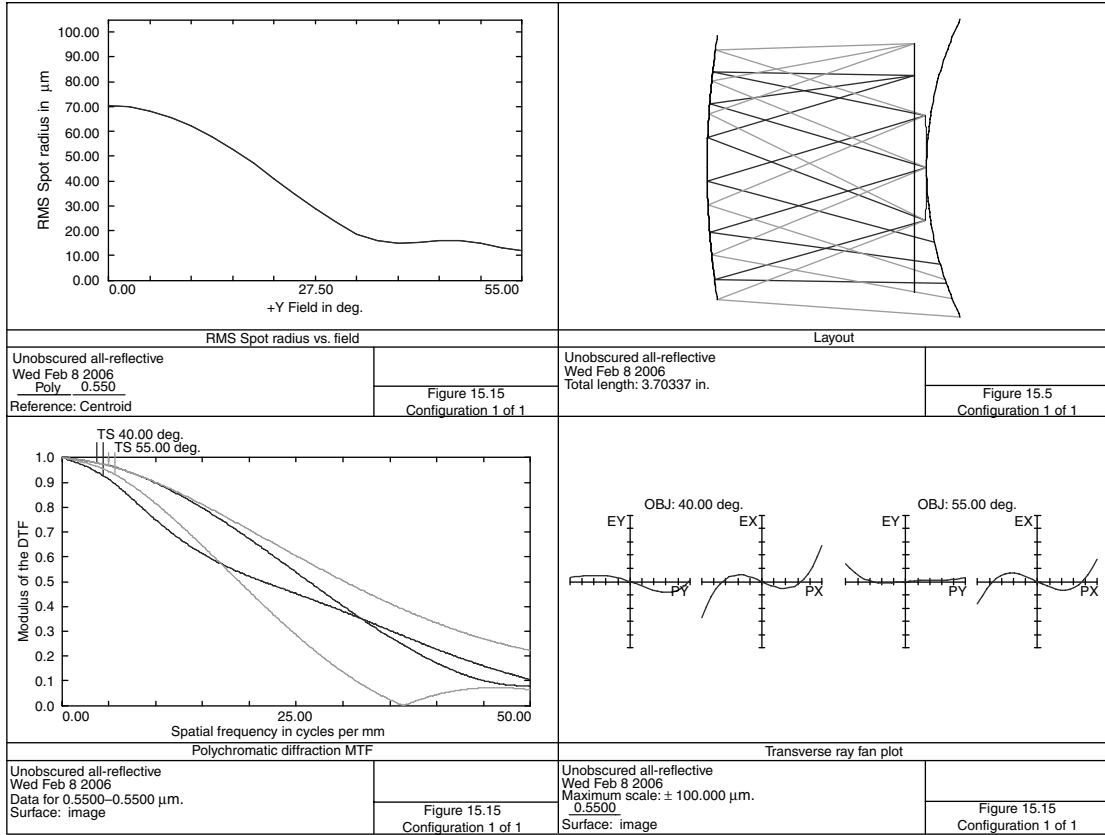 100.00
90.00
80.00
70.00
60.00
50.00
40.00
30.00
20.00
10.00
0.00
RMS Spot radius in μm
0.00
27.50
55.00
+Y Field in deg.
RMS Spot radius vs. field
Unobscured all-reflective
Wed Feb 8 2006
Poly 0.550
Reference: Centroid
Figure 15.15
Configuration 1 of 1
Layout
Unobscured all-reflective
Wed Feb 8 2006
Total length: 3.70337 in.
Figure 15.5
Configuration 1 of 1
TS 40.00 deg.
TS 55.00 deg.
1.0
0.9
0.8
0.7
0.6
0.5
0.4
0.3
0.2
0.1
0.0
Modulus of the DTF
0.00
25.00
50.00
Spatial frequency in cycles per mm
Polychromatic diffraction MTF
Unobscured all-reflective
Wed Feb 8 2006
Data for 0.5500–0.5500 μm.
Surface: image
Figure 15.15
Configuration 1 of 1
OBJ: 40.00 deg.
EY
EX
PY
PX
OBJ: 55.00 deg.
EY
EX
PY
PX
Transverse ray fan plot
Unobscured all-reflective
Wed Feb 8 2006
Maximum scale: ± 100.000 μm.
0.5500
Surface: image
Figure 15.15
Configuration 1 of 1